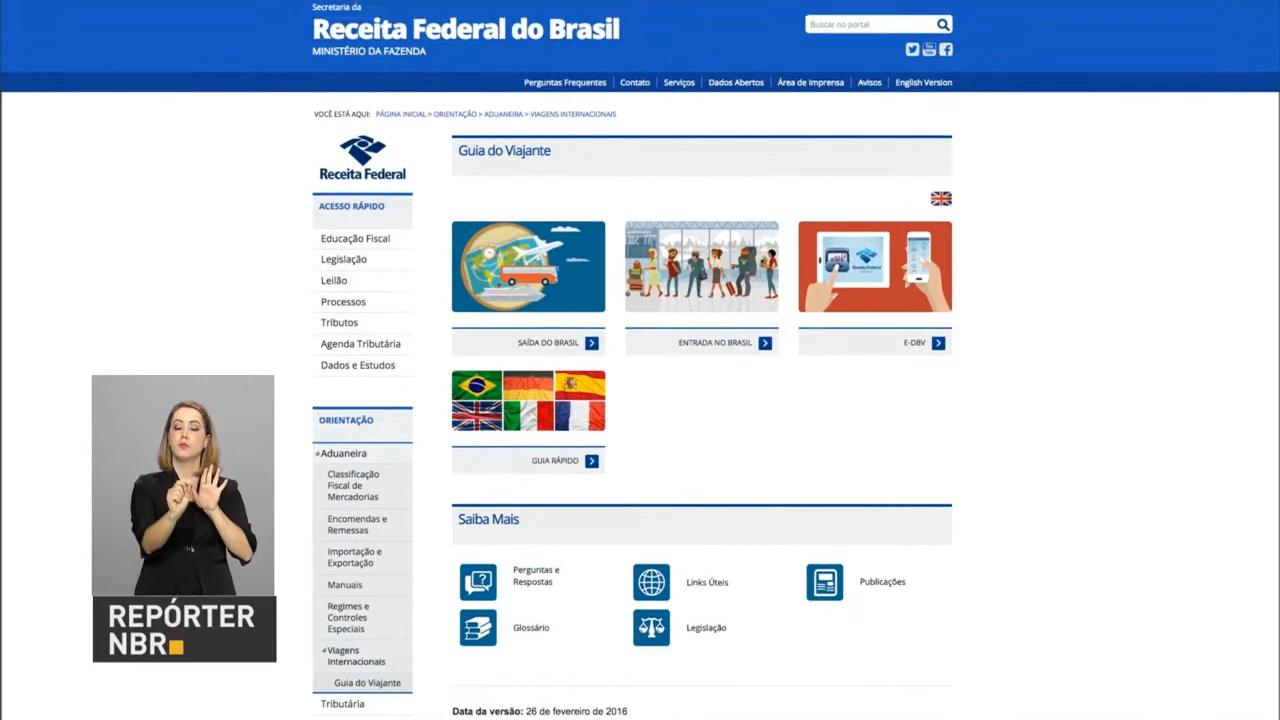 Secretaria da
Receita Federal do Brasil
MINISTÉRIO DA FAZENDA
Buscar no portal
Perguntas Frequentes
Contato
Serviços
Dados Abertos
Área de Imprensa
Avisos
English Version
VOCÊ ESTÁ AQUI: PÁGINA INICIAL > ORIENTAÇÃO > ADUANEIRA > VIAGENS INTERNACIONAIS
Receita Federal
ACESSO RÁPIDO
Educação Fiscal
Legislação
Leilão
Processos
Tributos
Agenda Tributária
Dados e Estudos
ORIENTAÇÃO
Aduaneira
Classificação
Fiscal de
Mercadorias
Encomendas e
Remessas
Importação e
Exportação
Manuais
Regimes e
Controles
Especiais
Viagens
Internacionais
Guia do Viajante
Tributária
Guia do Viajante
Receita Federal
SAÍDA DO BRASIL
ENTRADA NO BRASIL
E-DBV
GUIA RÁPIDO
Saiba Mais
Perguntas e
Respostas
Links Úteis
Publicações
Glossário
Legislação
Data da versão: 26 de fevereiro de 2016
REPÓRTER
NBR